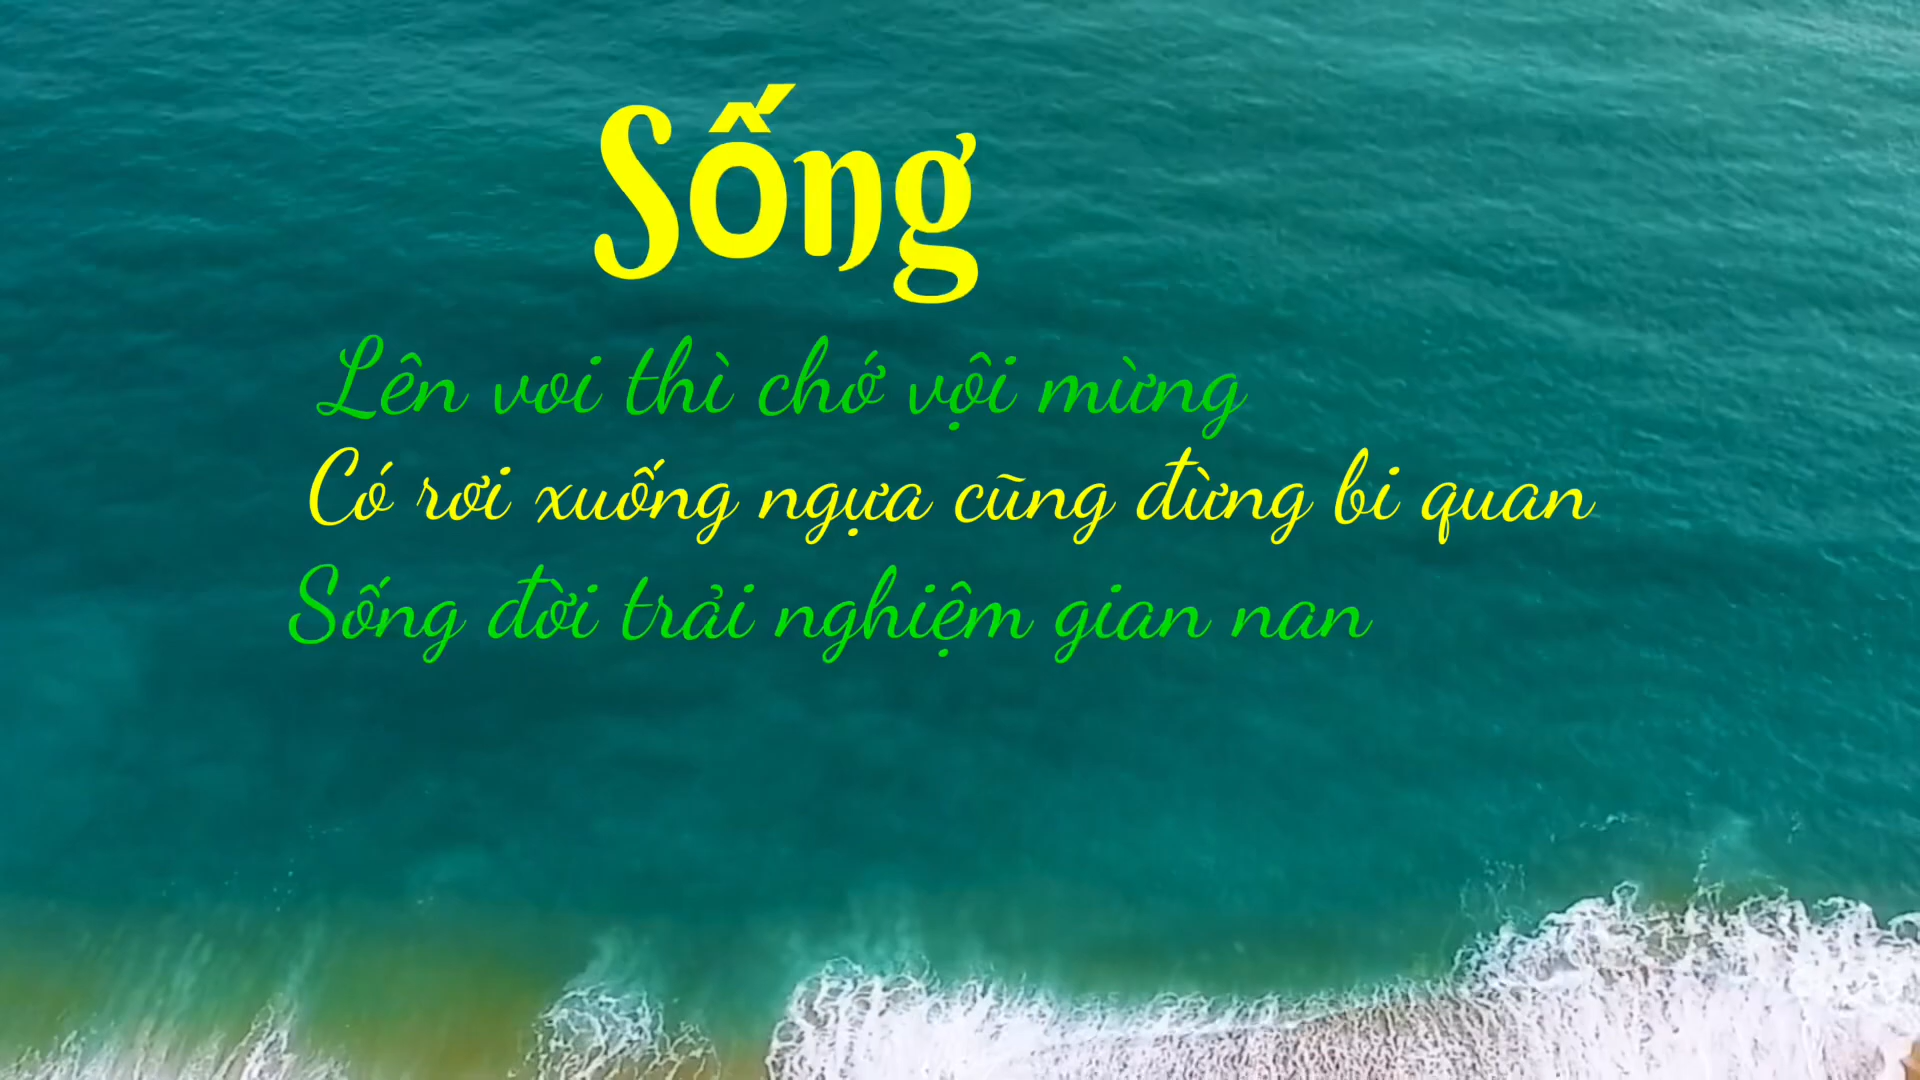 Sống
Lên voi thì chớ vội mừng
Có rơi xuống ngựa cũng đừng bi quan
Sống đời trải nghiệm gian nan